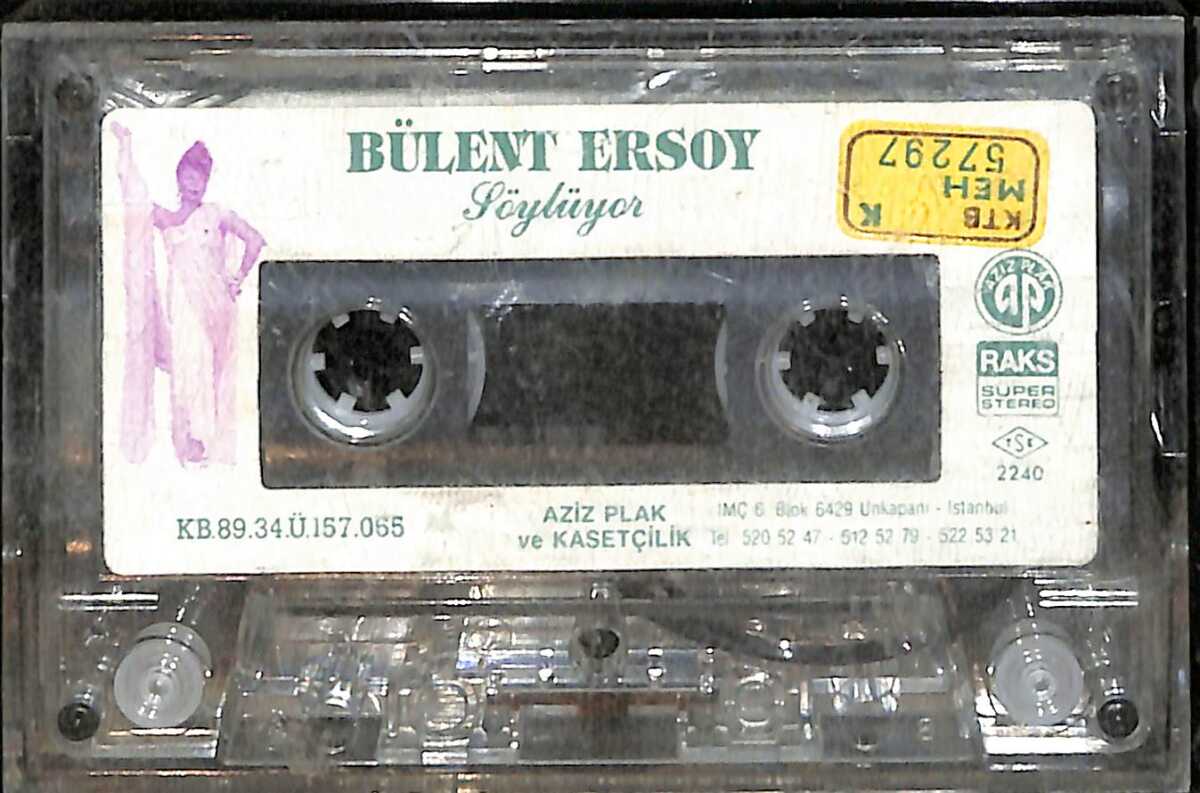 BÜLENT ERSOY
Söylüyor
KTB K
MEH
57297
AZİZ PLAK
ap
RAKS
SUPER
STEREO
TSE
2240
KB.89.34.Ü.157.065
AZİZ PLAK
ve KASETÇİLİK
IMÇ 6. Blok 6429 Unkapanı - İstanbul
Tel 520 52 47 - 512 52 79 - 522 53 21